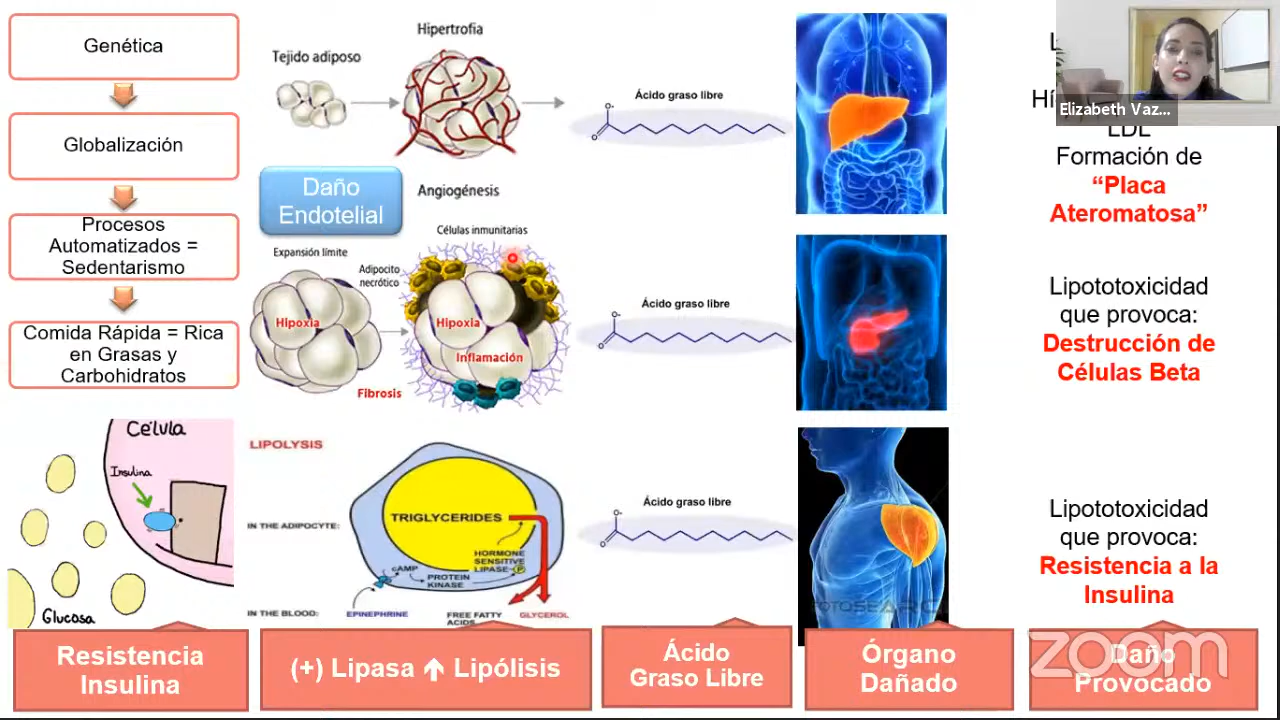 Genética
Globalización
Procesos
Automatizados =
Sedentarismo
Comida Rápida = Rica
en Grasas y
Carbohidratos
Célula
Insulina
Glucosa
Resistencia
Insulina
Tejido adiposo
Hipertrofia
Daño
Endotelial
Angiogénesis
Células inmunitarias
Expansión límite
Adipocito
necrótico
Hipoxia
Hipoxia
Inflamación
Fibrosis
LIPOLYSIS
IN THE ADIPOCYTE:
TRIGLYCERIDES
HORMONE
SENSITIVE
LIPASE P
cAMP
PROTEIN
KINASE
IN THE BLOOD:
EPINEPHRINE
FREE FATTY
ACIDS
GLYCEROL
(+) Lipasa ↑ Lipólisis
Ácido graso libre
O-
O
Ácido graso libre
O-
O
Ácido graso libre
O-
O
Ácido
Graso Libre
FOTOSEARCH
Órgano
Dañado
Elizabeth Vaz...
LDL
Formación de
“Placa
Ateromatosa”
Lipototoxicidad
que provoca:
Destrucción de
Células Beta
Lipototoxicidad
que provoca:
Resistencia a la
Insulina
zoom
Daño
Provocado